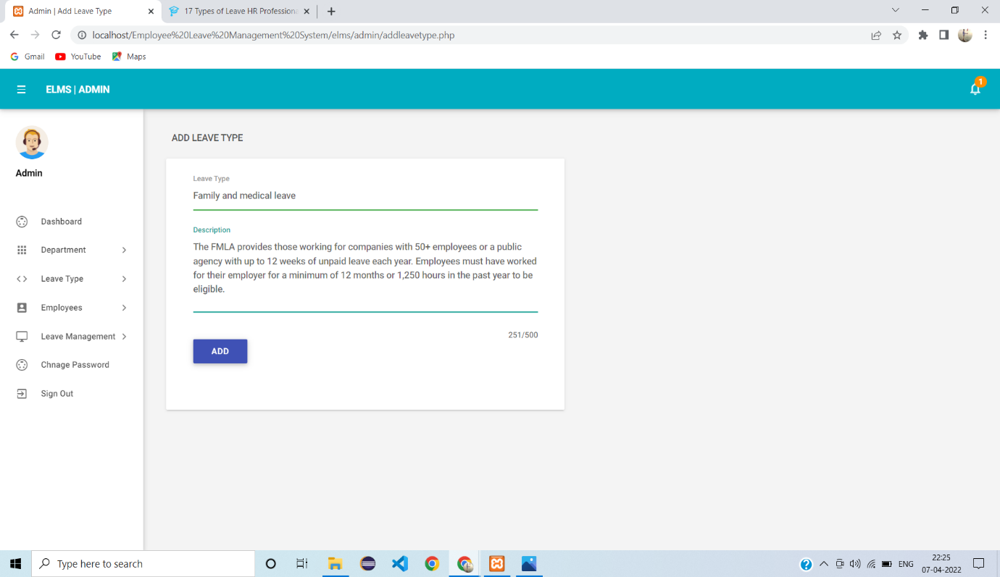 Admin | Add Leave Type
17 Types of Leave HR Professiona
localhost/Employee%20Leave%20Management%20System/elms/admin/addleavetype.php
Gmail
YouTube
Maps
ELMS | ADMIN
1
Admin
Dashboard
Department
Leave Type
Employees
Leave Management
Chnage Password
Sign Out
ADD LEAVE TYPE
Leave Type
Family and medical leave
Description
The FMLA provides those working for companies with 50+ employees or a public
agency with up to 12 weeks of unpaid leave each year. Employees must have worked
for their employer for a minimum of 12 months or 1,250 hours in the past year to be
eligible.
251/500
ADD
Type here to search
ENG
22:25
07-04-2022